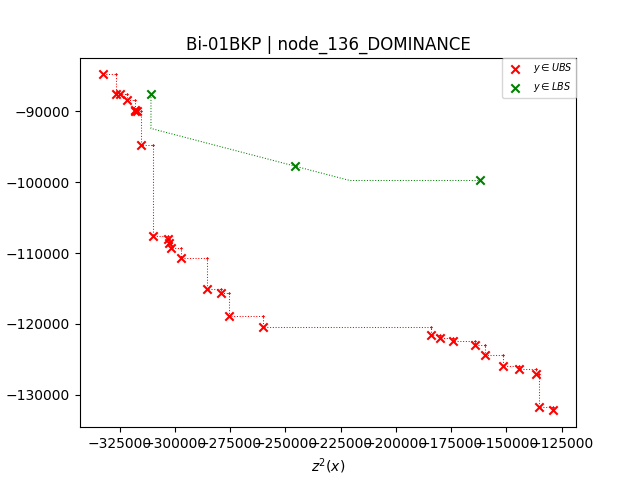 Bi-01BKP | node_136_DOMINANCE
y ∈ UBS
y ∈ LBS
−90000
−100000
−110000
−120000
−130000
−325000 −300000 −275000 −250000 −225000 −200000 −175000 −150000 −125000
z²(x)